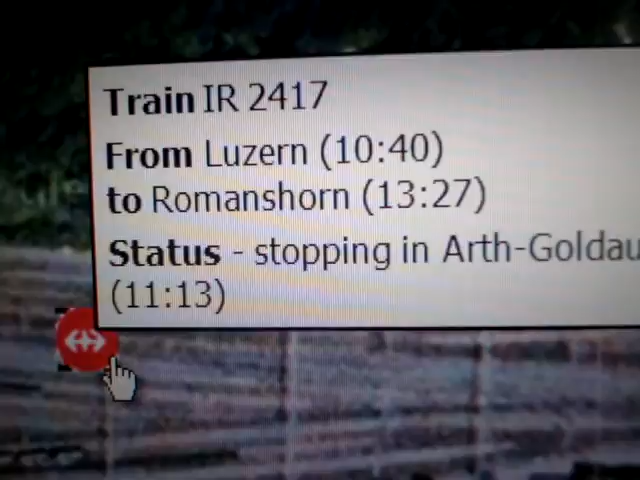 Train IR 2417
From Luzern (10:40)
to Romanshorn (13:27)
Status - stopping in Arth-Goldau
(11:13)